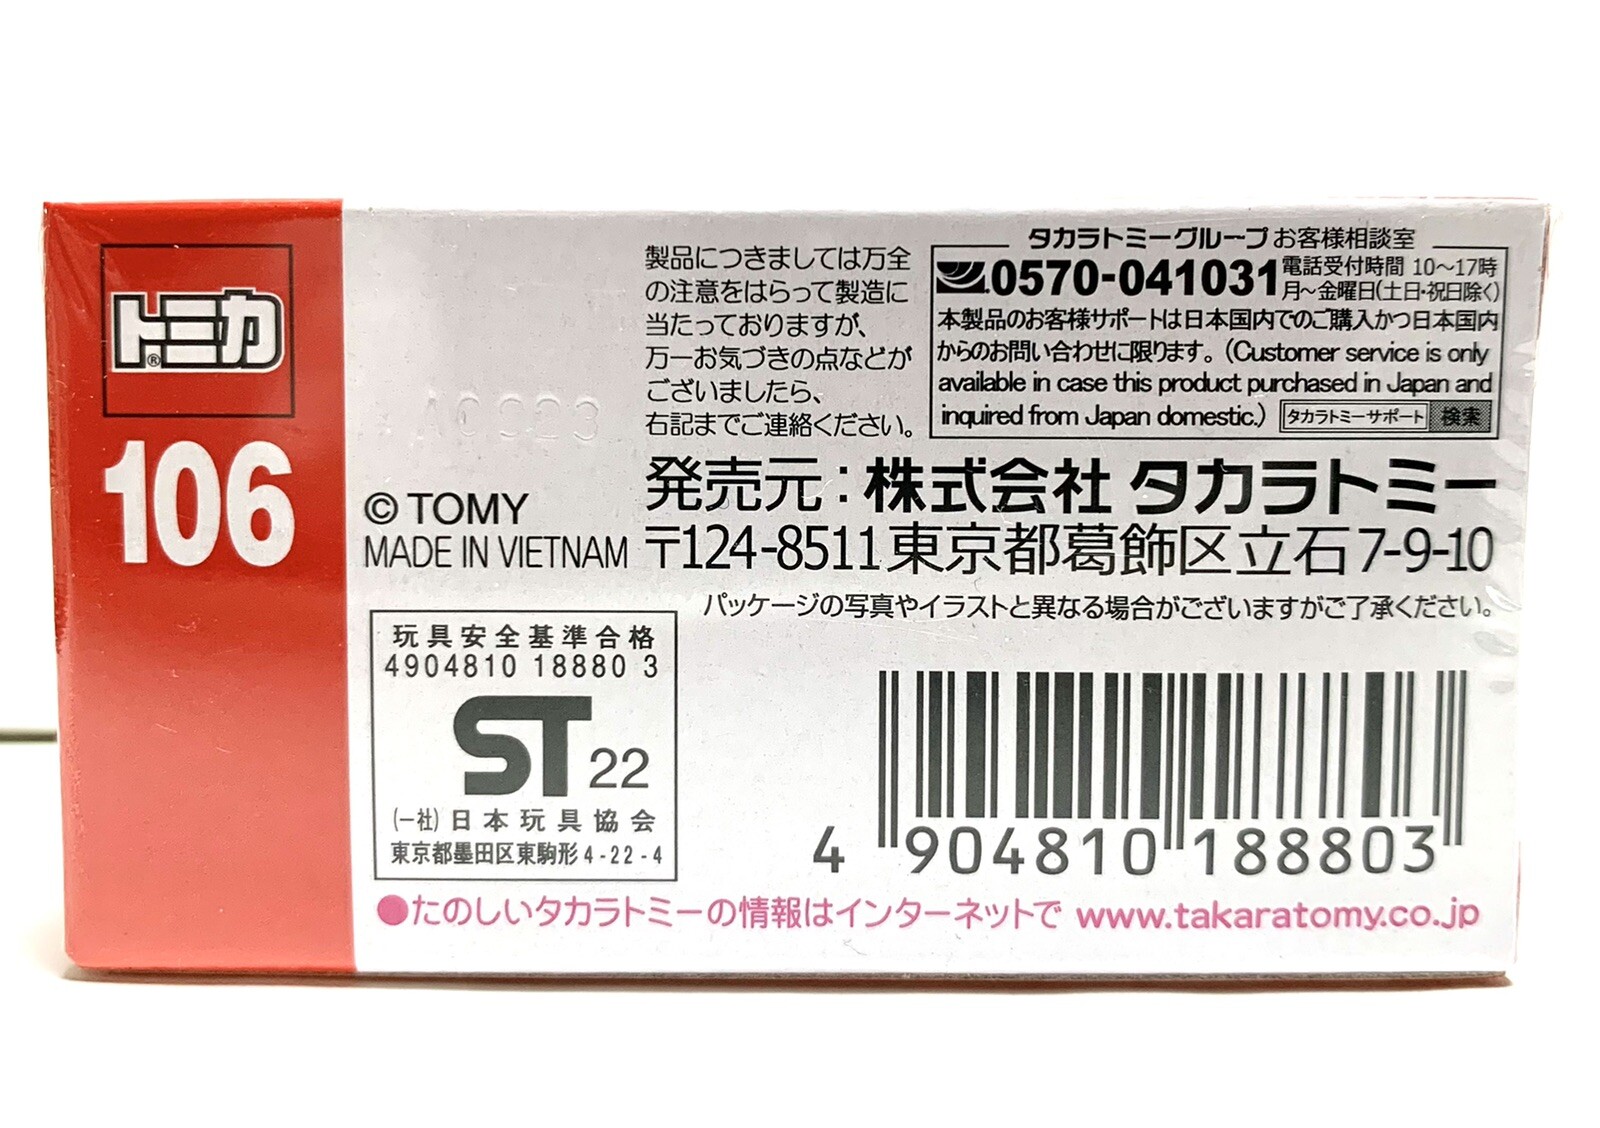 トミカ®
106
© TOMY
MADE IN VIETNAM
製品につきましては万全
の注意をはらって製造に
当たっておりますが、
万一お気づきの点などが
ございましたら、
右記までご連絡ください。
タカラトミーグループお客様相談室
0570-041031 電話受付時間 10〜17時
月〜金曜日(土日・祝日除く)
本製品のお客様サポートは日本国内でのご購入かつ日本国内
からのお問い合わせに限ります。(Customer service is only
available in case this product purchased in Japan and
inquired from Japan domestic.) タカラトミーサポート 検索
発売元：株式会社 タカラトミー
〒124-8511 東京都葛飾区立石7-9-10
パッケージの写真やイラストと異なる場合がございますがご了承ください。
玩具安全基準合格
4904810 18880 3
ST 22
(一社)日本玩具協会
東京都墨田区東駒形4-22-4
4 904810 188803
●たのしいタカラトミーの情報はインターネットで www.takaratomy.co.jp